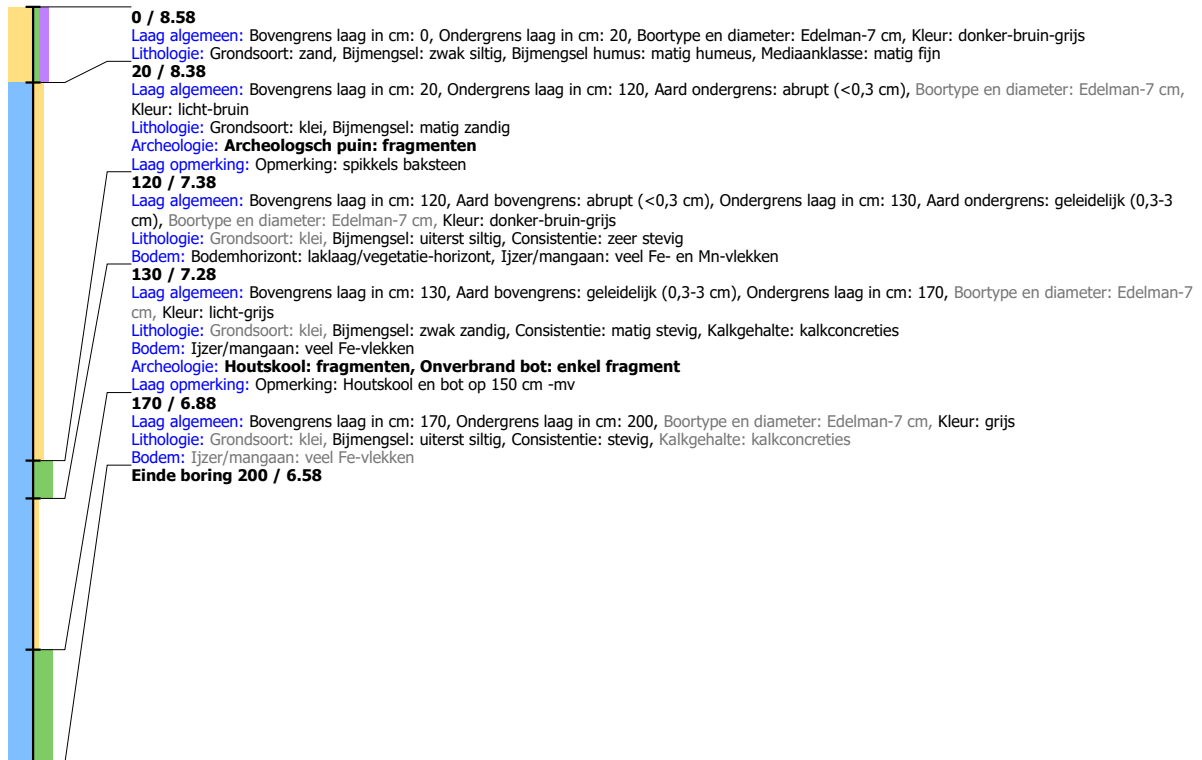 0 / 8.58
Laag algemeen: Bovengrens laag in cm: 0, Ondergrens laag in cm: 20, Boortype en diameter: Edelman-7 cm, Kleur: donker-bruin-grijs
Lithologie: Grondsoort: zand, Bijmengsel: zwak siltig, Bijmengsel humus: matig humeus, Mediaanklasse: matig fijn
20 / 8.38
Laag algemeen: Bovengrens laag in cm: 20, Ondergrens laag in cm: 120, Aard ondergrens: abrupt (<0,3 cm), Boortype en diameter: Edelman-7 cm,
Kleur: licht-bruin
Lithologie: Grondsoort: klei, Bijmengsel: matig zandig
Archeologie: Archeologsch puin: fragmenten
Laag opmerking: Opmerking: spikkels baksteen
120 / 7.38
Laag algemeen: Bovengrens laag in cm: 120, Aard bovengrens: abrupt (<0,3 cm), Ondergrens laag in cm: 130, Aard ondergrens: geleidelijk (0,3-3
cm), Boortype en diameter: Edelman-7 cm, Kleur: donker-bruin-grijs
Lithologie: Grondsoort: klei, Bijmengsel: uiterst siltig, Consistentie: zeer stevig
Bodem: Bodemhorizont: laklaag/vegetatie-horizont, Ijzer/mangaan: veel Fe- en Mn-vlekken
130 / 7.28
Laag algemeen: Bovengrens laag in cm: 130, Aard bovengrens: geleidelijk (0,3-3 cm), Ondergrens laag in cm: 170, Boortype en diameter: Edelman-7
cm, Kleur: licht-grijs
Lithologie: Grondsoort: klei, Bijmengsel: zwak zandig, Consistentie: matig stevig, Kalkgehalte: kalkconcreties
Bodem: Ijzer/mangaan: veel Fe-vlekken
Archeologie: Houtskool: fragmenten, Onverbrand bot: enkel fragment
Laag opmerking: Opmerking: Houtskool en bot op 150 cm -mv
170 / 6.88
Laag algemeen: Bovengrens laag in cm: 170, Ondergrens laag in cm: 200, Boortype en diameter: Edelman-7 cm, Kleur: grijs
Lithologie: Grondsoort: klei, Bijmengsel: uiterst siltig, Consistentie: stevig, Kalkgehalte: kalkconcreties
Bodem: Ijzer/mangaan: veel Fe-vlekken
Einde boring 200 / 6.58